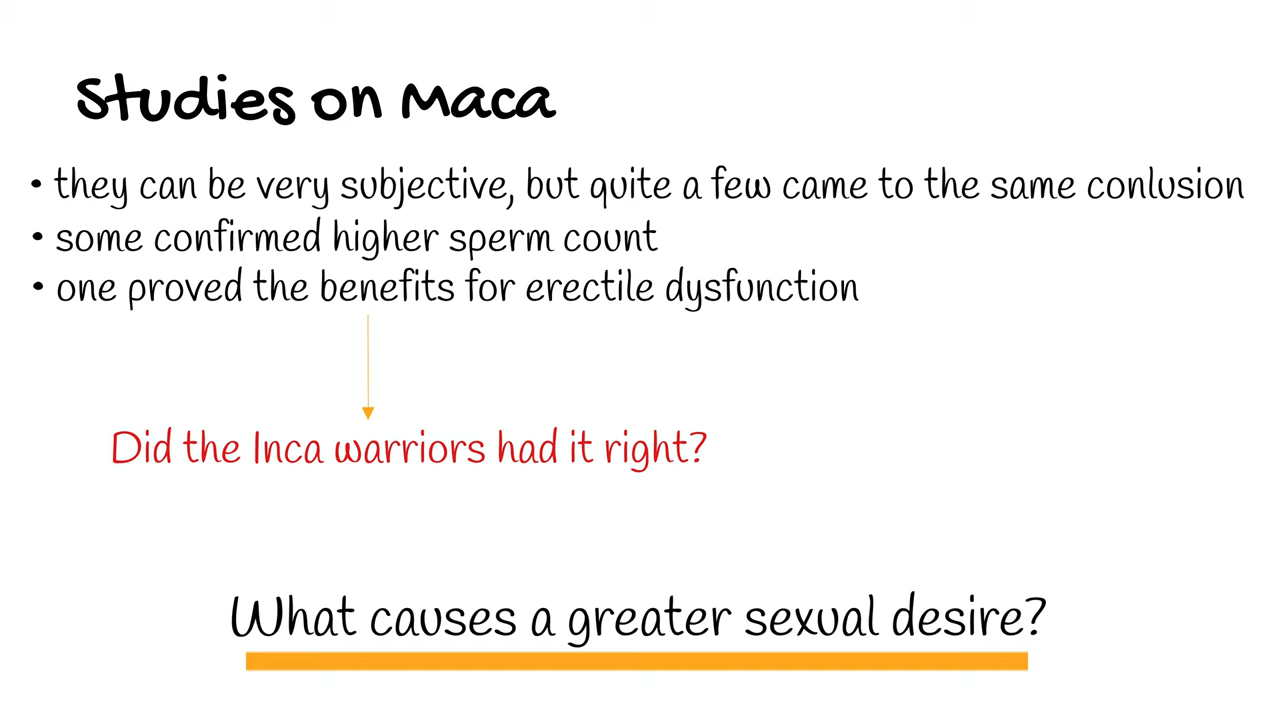 Studies on Maca
• they can be very subjective, but quite a few came to the same conlusion
• some confirmed higher sperm count
• one proved the benefits for erectile dysfunction
Did the Inca warriors had it right?
What causes a greater sexual desire?